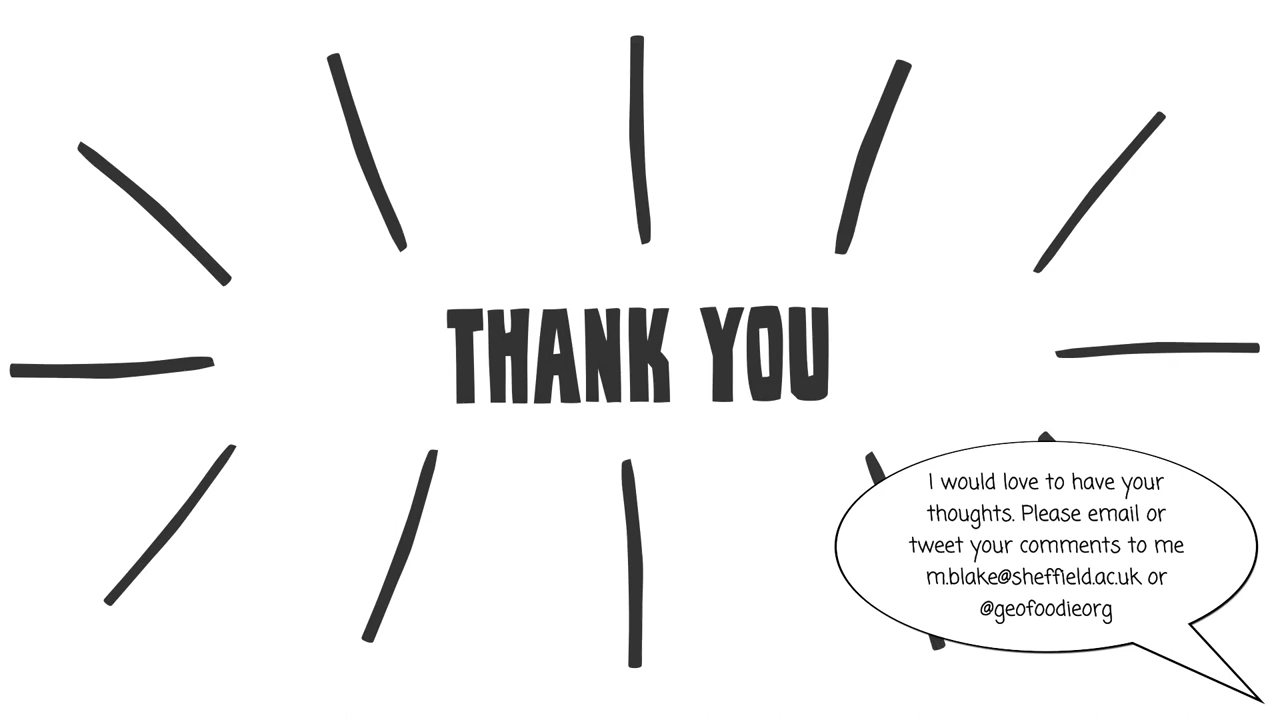 THANK YOU
I would love to have your
thoughts. Please email or
tweet your comments to me
m.blake@sheffield.ac.uk or
@geofoodieorg